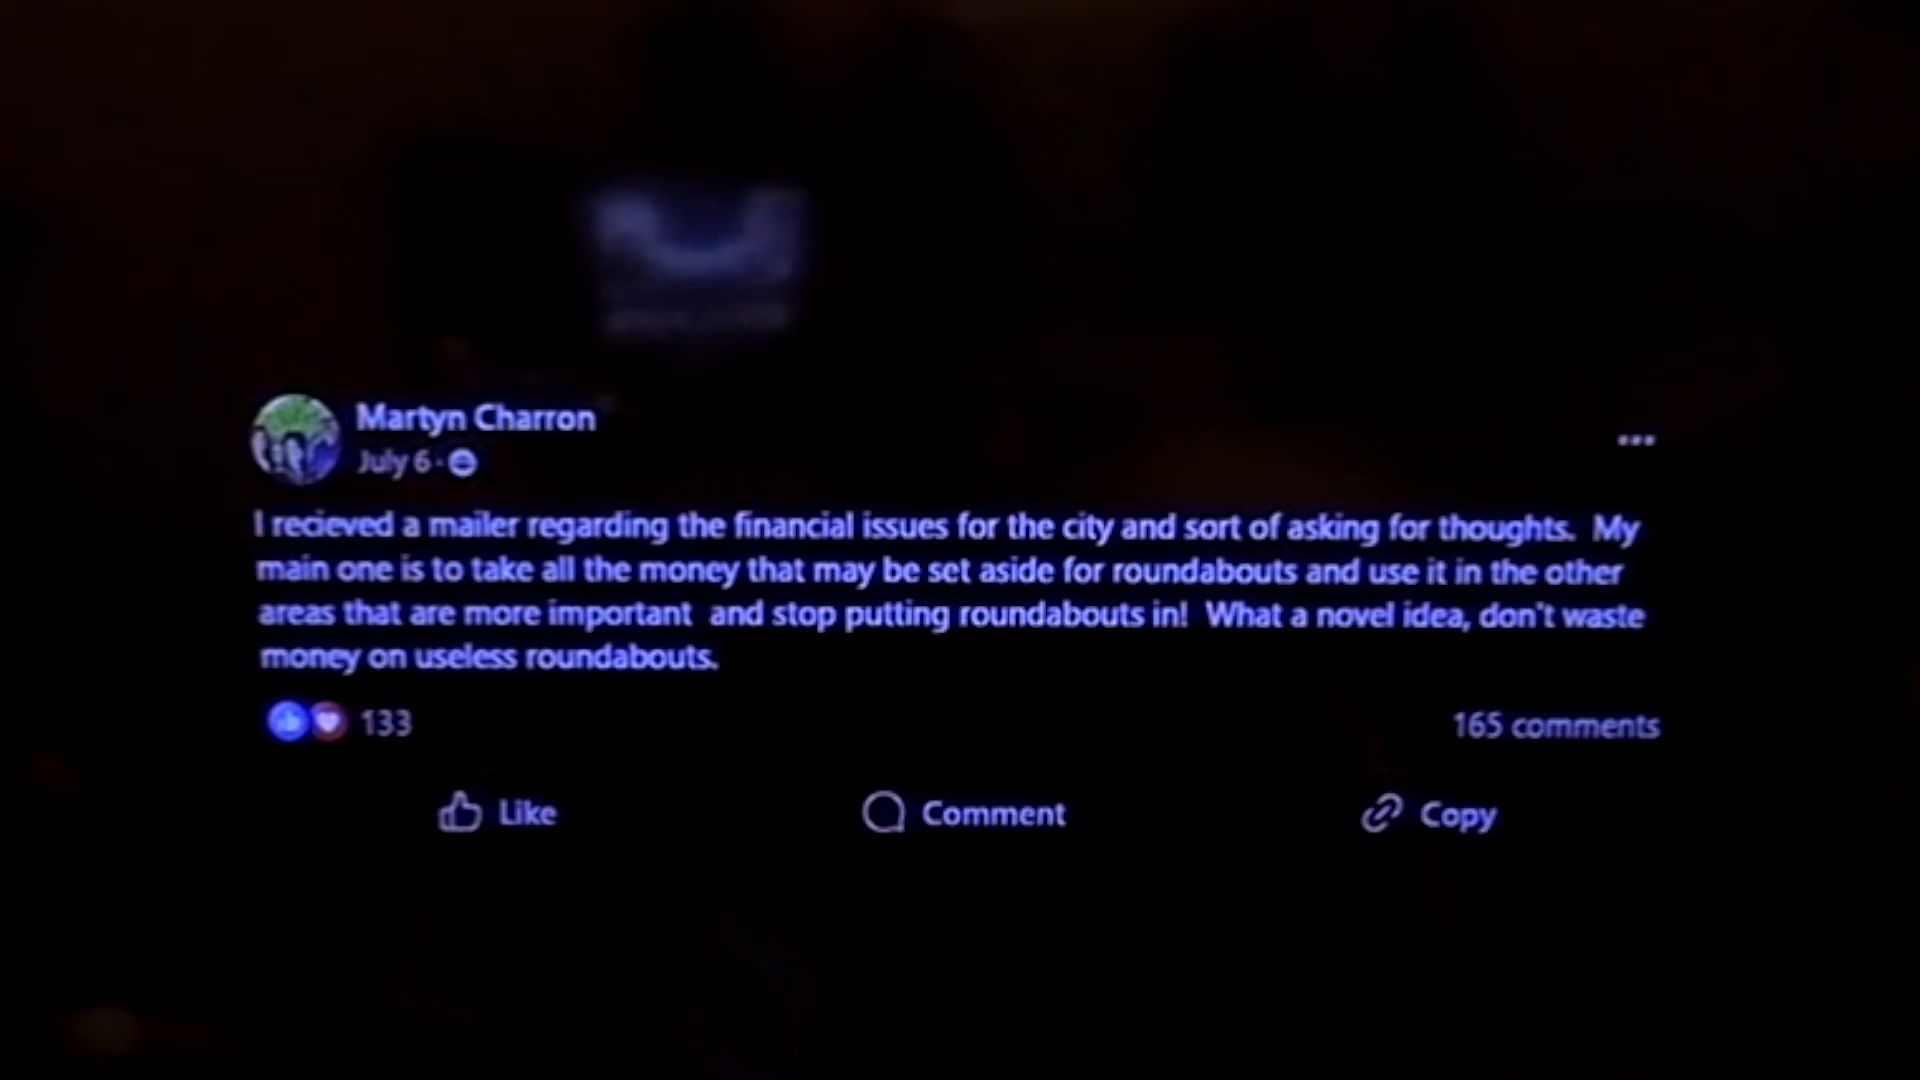 Martyn Charron
July 6 ·
I recieved a mailer regarding the financial issues for the city and sort of asking for thoughts.  My
main one is to take all the money that may be set aside for roundabouts and use it in the other
areas that are more important  and stop putting roundabouts in!  What a novel idea, don't waste
money on useless roundabouts.
133
165 comments
Like
Comment
Copy